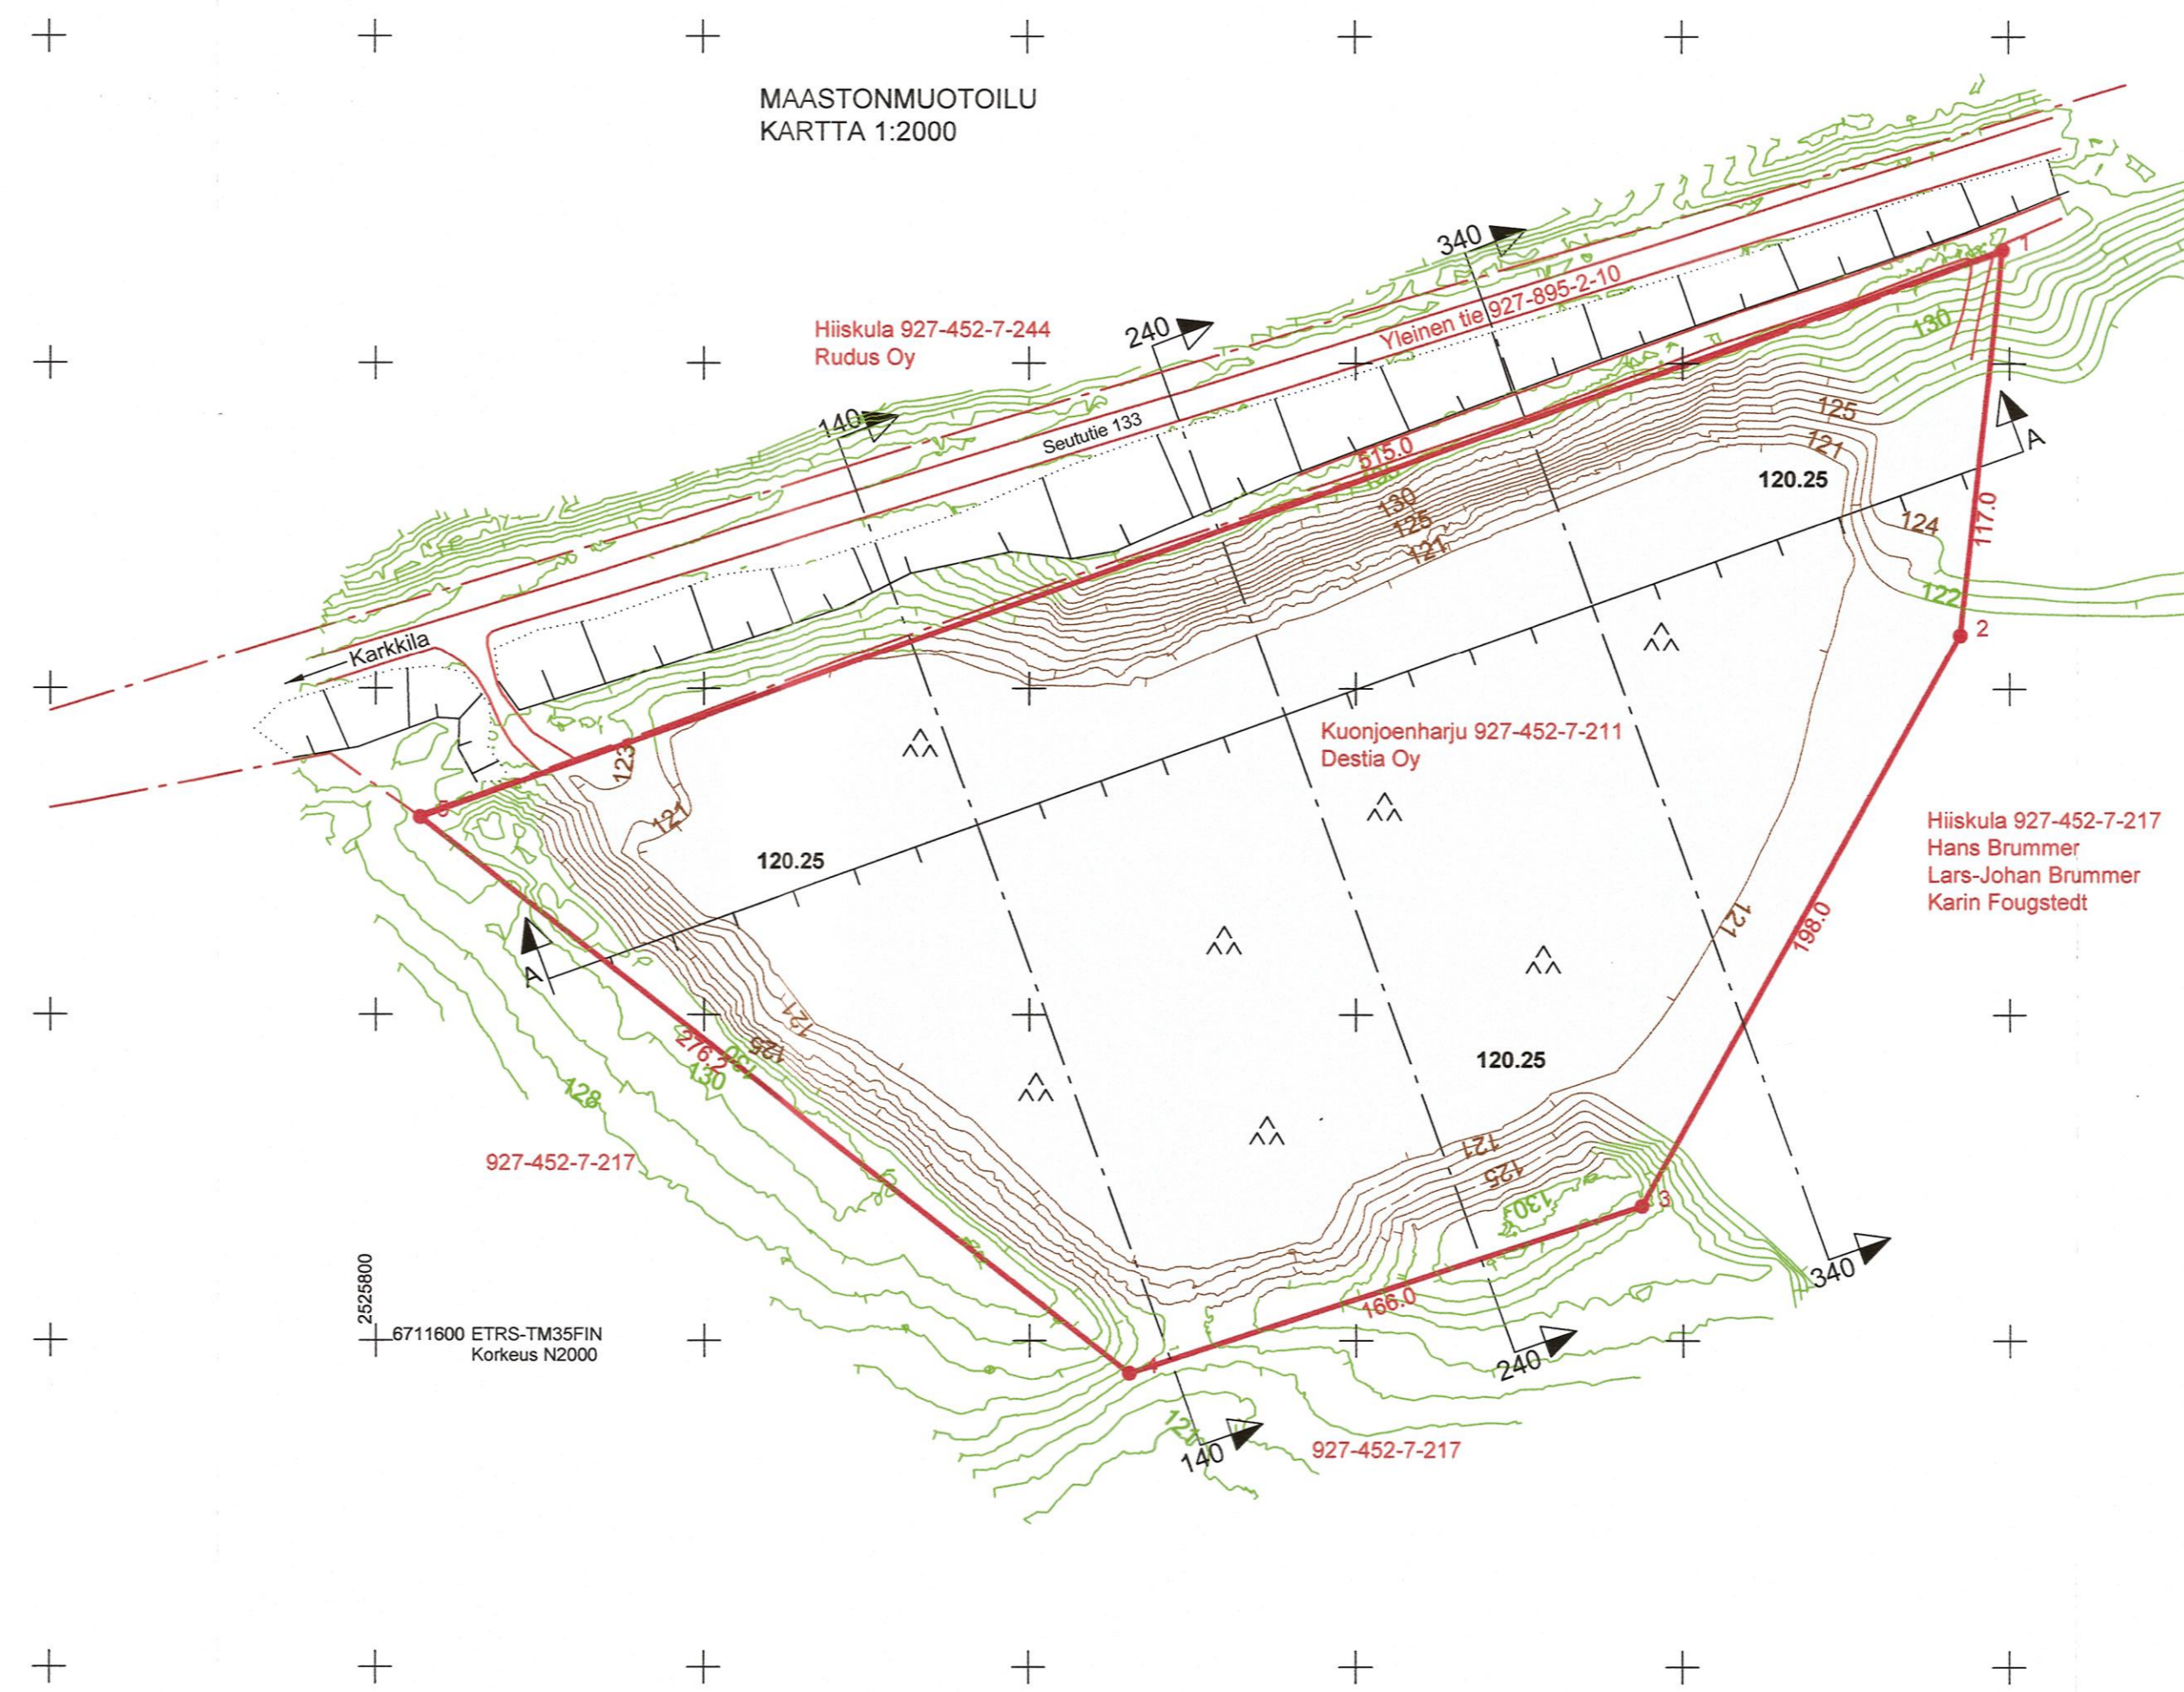 MAASTONMUOTOILU
KARTTA 1:2000
340
1
Yleinen tie 927-895-2-10
Hiiskula 927-452-7-244
Rudus Oy
240
130
140
Seututie 133
125
A
121
515.0
120.25
130
125
121
124
117.0
122
2
Karkkila
Kuonjoenharju 927-452-7-211
Destia Oy
123
5
121
120.25
Hiiskula 927-452-7-217
Hans Brummer
Lars-Johan Brummer
Karin Fougstedt
121
198.0
A
121
125
276.2
130
130
120.25
128
121
125
927-452-7-217
130
3
340
2525800
166.0
6711600 ETRS-TM35FIN
Korkeus N2000
240
4
140
927-452-7-217